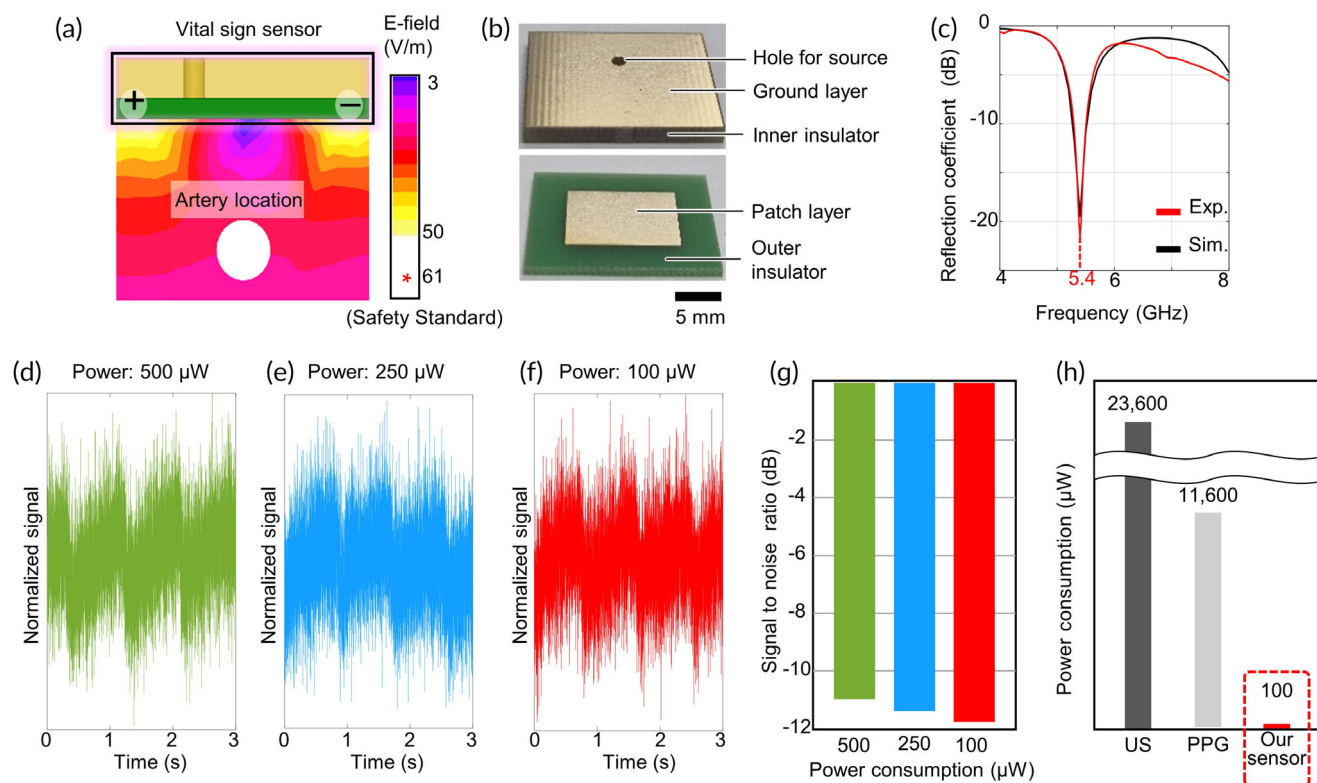 (a)
Vital sign sensor
E-field
(V/m)
+
−
3
Artery location
50
* 61
(Safety Standard)
(b)
Hole for source
Ground layer
Inner insulator
Patch layer
Outer
insulator
5 mm
(c)
Reflection coefficient
(dB)
0
-10
-20
Exp.
Sim.
4
5.4
6
8
Frequency (GHz)
(d)
Power: 500 µW
Normalized signal
0 1 2 3
Time (s)
(e)
Power: 250 µW
Normalized signal
0 1 2 3
Time (s)
(f)
Power: 100 µW
Normalized signal
0 1 2 3
Time (s)
(g)
Signal to noise ratio (dB)
-2
-4
-6
-8
-10
-12
500 250 100
Power consumption (µW)
(h)
Power consumption (µW)
23,600
11,600
100
US PPG Our
sensor